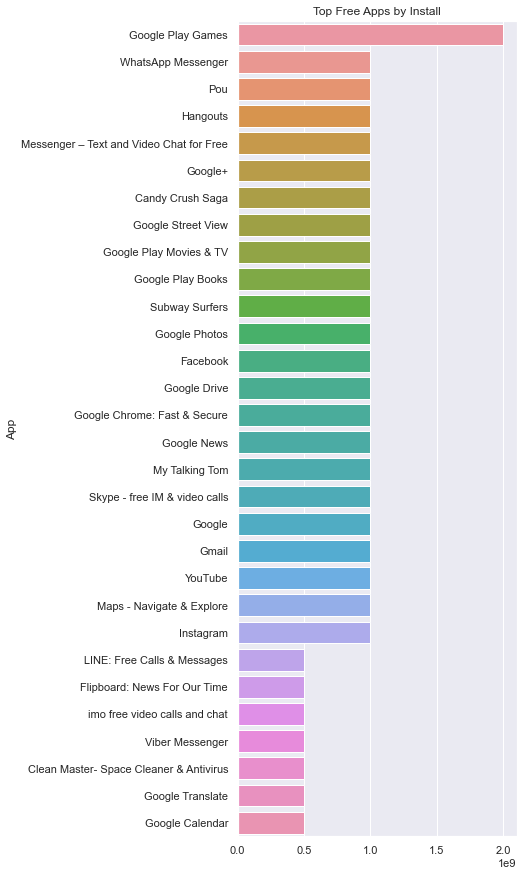 Top Free Apps by Install
Google Play Games
WhatsApp Messenger
Pou
Hangouts
Messenger – Text and Video Chat for Free
Google+
Candy Crush Saga
Google Street View
Google Play Movies & TV
Google Play Books
Subway Surfers
Google Photos
Facebook
Google Drive
Google Chrome: Fast & Secure
App
Google News
My Talking Tom
Skype - free IM & video calls
Google
Gmail
YouTube
Maps - Navigate & Explore
Instagram
LINE: Free Calls & Messages
Flipboard: News For Our Time
imo free video calls and chat
Viber Messenger
Clean Master- Space Cleaner & Antivirus
Google Translate
Google Calendar
0.0 0.5 1.0 1.5 2.0
1e9